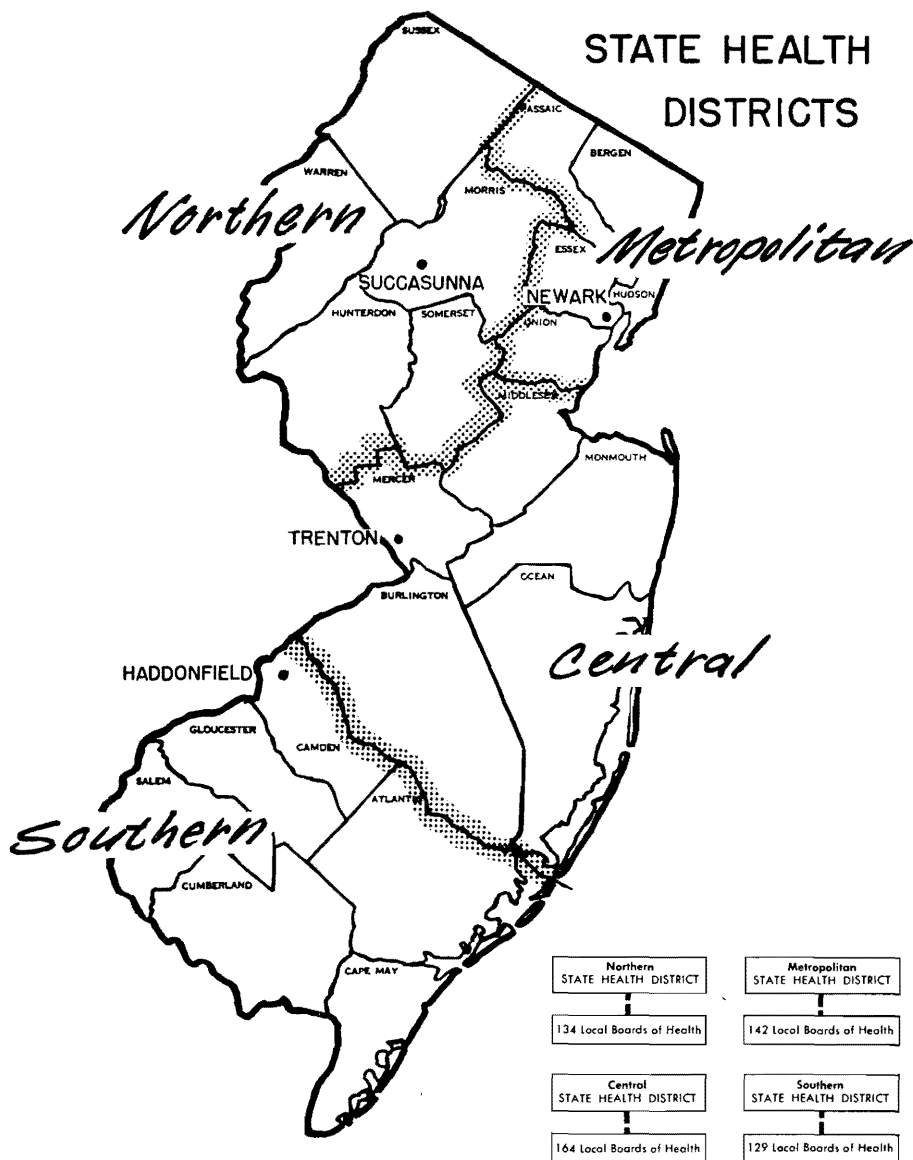 STATE HEALTH
DISTRICTS
SUSSEX
PASSAIC
BERGEN
WARREN
MORRIS
Northern
ESSEX
Metropolitan
SUCCASUNNA
NEWARK
HUDSON
HUNTERDON
SOMERSET
UNION
MIDDLESEX
MONMOUTH
MERCER
TRENTON
OCEAN
BURLINGTON
Central
HADDONFIELD
GLOUCESTER
CAMDEN
SALEM
ATLANTIC
Southern
CUMBERLAND
CAPE MAY
Northern
STATE HEALTH DISTRICT
134 Local Boards of Health
Metropolitan
STATE HEALTH DISTRICT
142 Local Boards of Health
Central
STATE HEALTH DISTRICT
164 Local Boards of Health
Southern
STATE HEALTH DISTRICT
129 Local Boards of Health